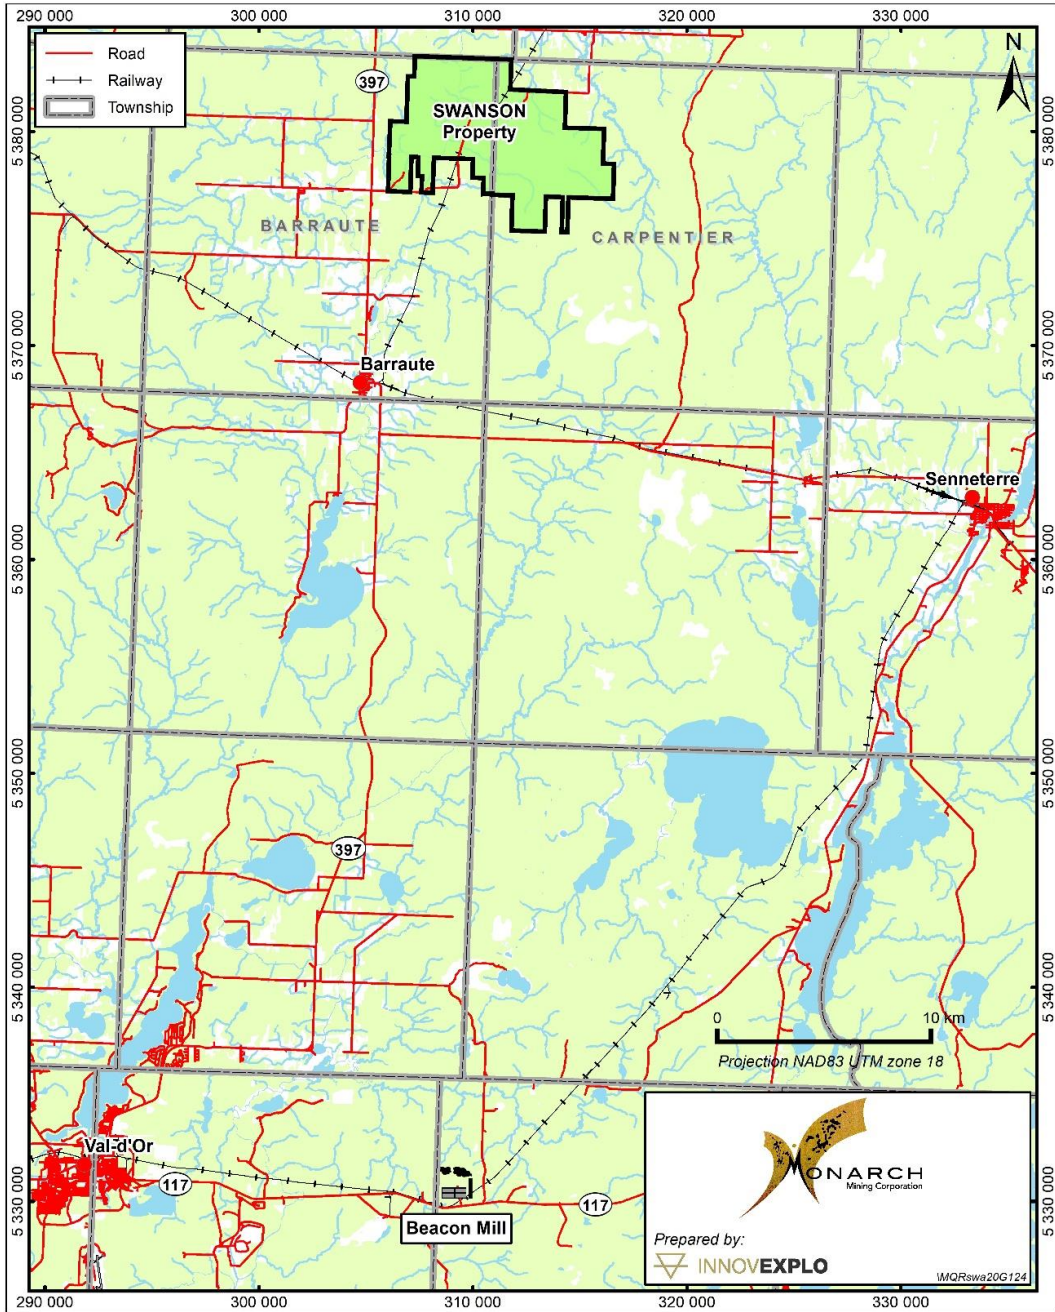 290 000 300 000 310 000 320 000 330 000
Road
Railway
Township
397
N
SWANSON
Property
5 380 000
5 380 000
BARRAUTE
CARPENTIER
5 370 000
5 370 000
Barraute
Senneterre
5 360 000
5 360 000
5 350 000
5 350 000
397
5 340 000
5 340 000
0 10 km
Projection NAD83 UTM zone 18
Val-d'Or
117
117
5 330 000
5 330 000
Beacon Mill
MONARCH
Mining Corporation
Prepared by:
INNOVEXPLO
\MQRswa20G124
290 000 300 000 310 000 320 000 330 000